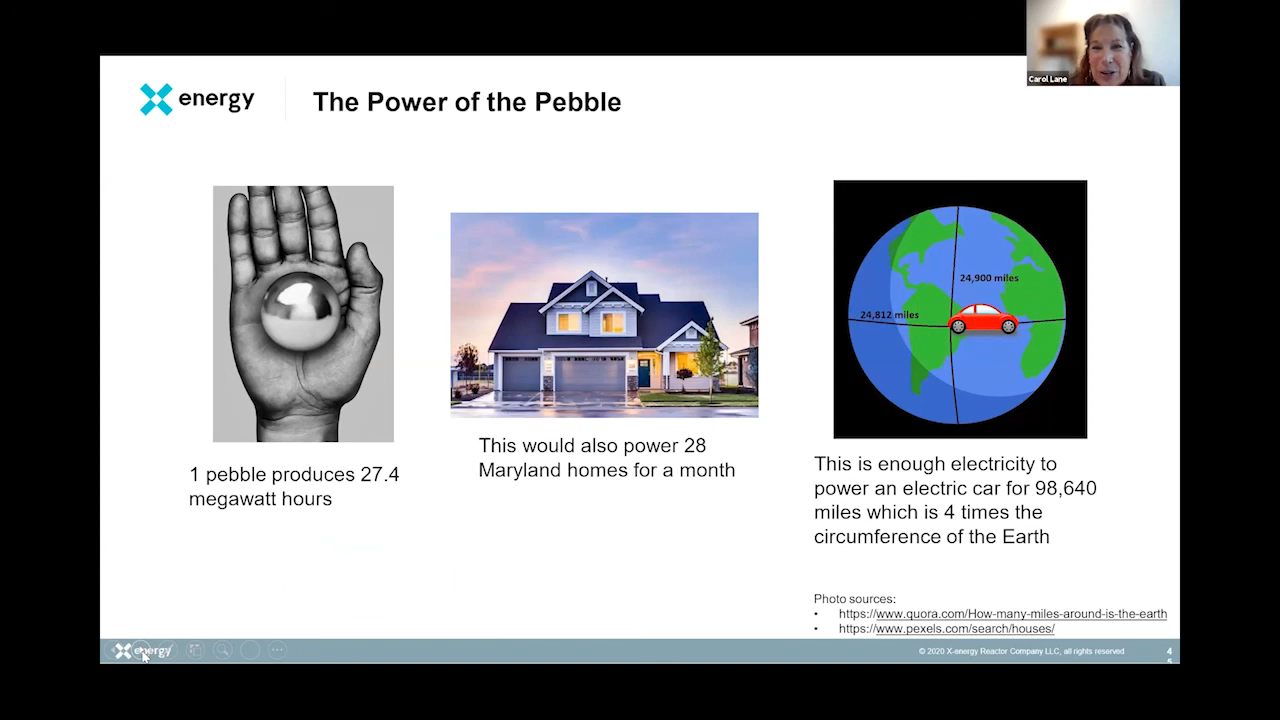 Carol Lane
energy
The Power of the Pebble
24,900 miles
24,812 miles
1 pebble produces 27.4
megawatt hours
This would also power 28
Maryland homes for a month
This is enough electricity to
power an electric car for 98,640
miles which is 4 times the
circumference of the Earth
Photo sources:
• https://www.quora.com/How-many-miles-around-is-the-earth
• https://www.pexels.com/search/houses/
energy
© 2020 X-energy Reactor Company LLC, all rights reserved
4
5